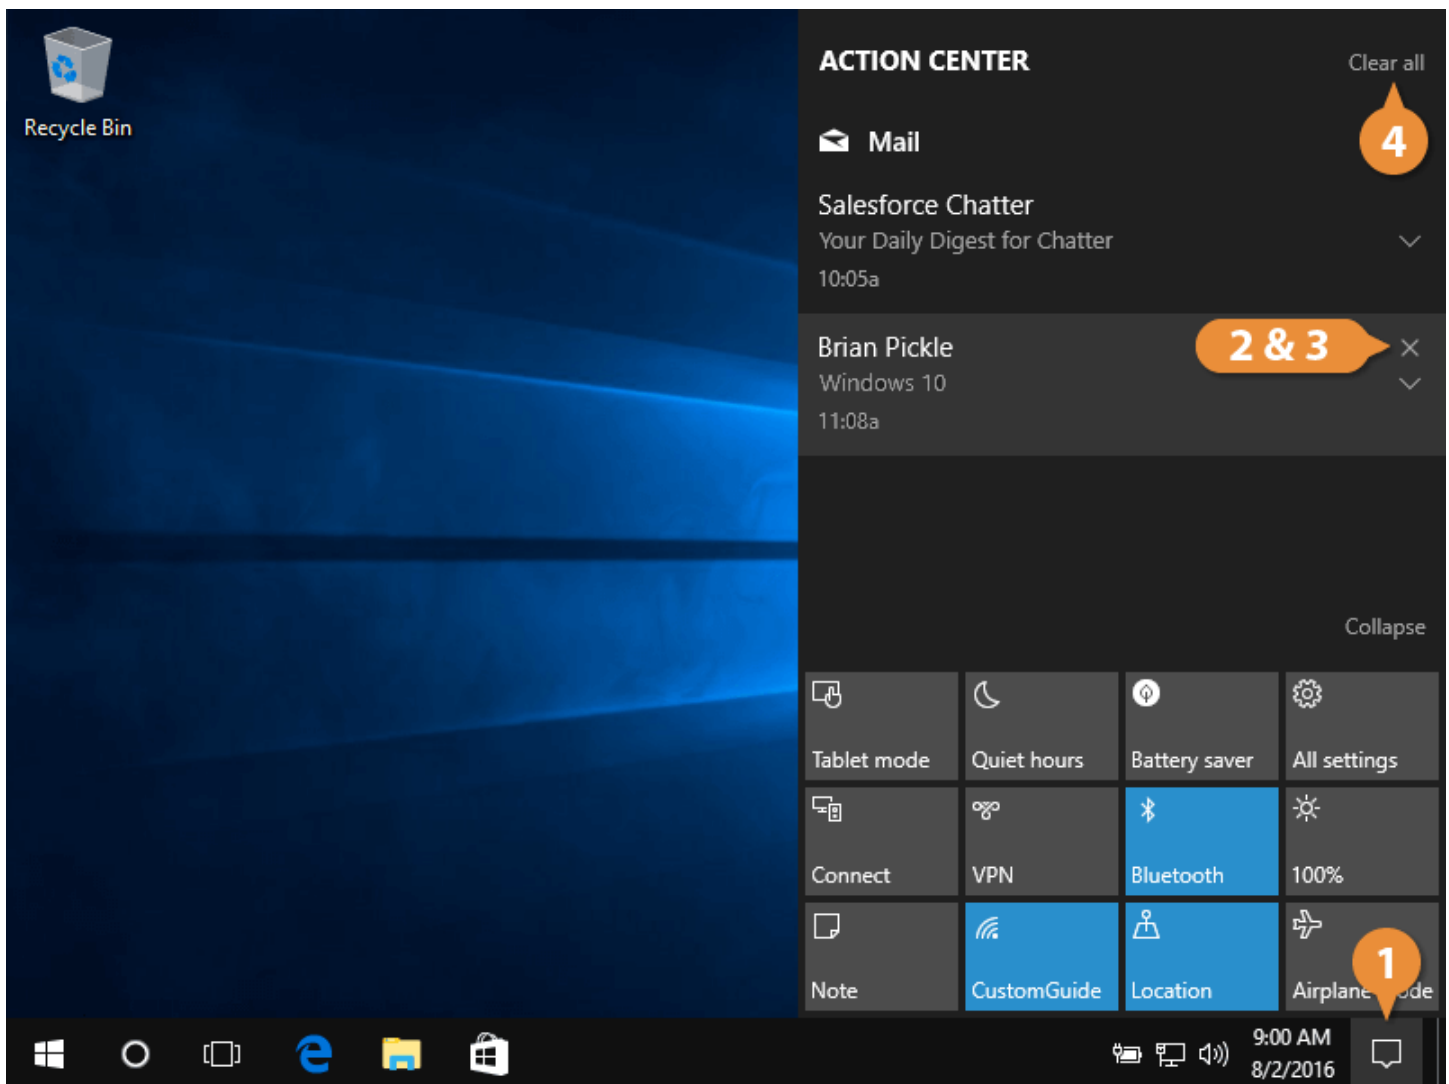 Recycle Bin
ACTION CENTER
Clear all
4
Mail
Salesforce Chatter
Your Daily Digest for Chatter
10:05a
Brian Pickle
2 & 3
Windows 10
11:08a
Collapse
Tablet mode
Quiet hours
Battery saver
All settings
Connect
VPN
Bluetooth
100%
Note
CustomGuide
Location
Airplane ode
1
9:00 AM
8/2/2016